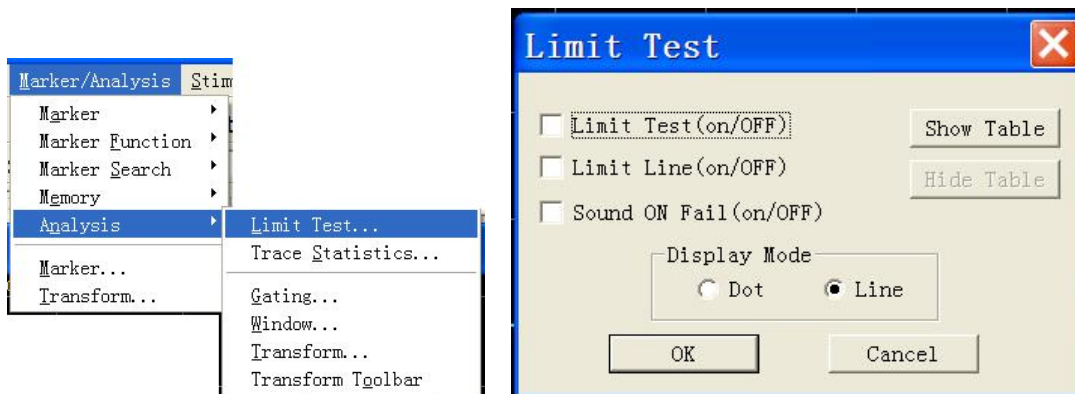 Marker/Analysis Stim
Marker
Marker Function
Marker Search
Memory
Analysis
Marker...
Transform...
Limit Test...
Trace Statistics...
Gating...
Window...
Transform...
Transform Toolbar
Limit Test
Limit Test(on/OFF)
Show Table
Limit Line(on/OFF)
Hide Table
Sound ON Fail(on/OFF)
Display Mode
Dot Line
OK Cancel